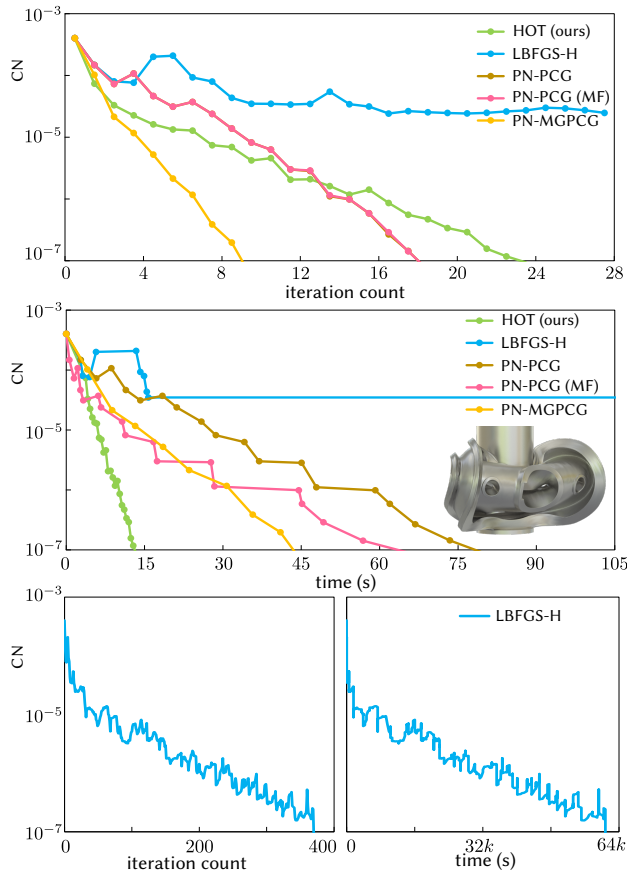 10⁻³
CN
10⁻⁵
10⁻⁷
HOT (ours)
LBFGS-H
PN-PCG
PN-PCG (MF)
PN-MGPCG
0 4 8 12 16 20 24 28
iteration count
10⁻³
CN
10⁻⁵
10⁻⁷
HOT (ours)
LBFGS-H
PN-PCG
PN-PCG (MF)
PN-MGPCG
0 15 30 45 60 75 90 105
time (s)
10⁻³
CN
10⁻⁵
10⁻⁷
LBFGS-H
0 200 400
iteration count
0 32k 64k
time (s)